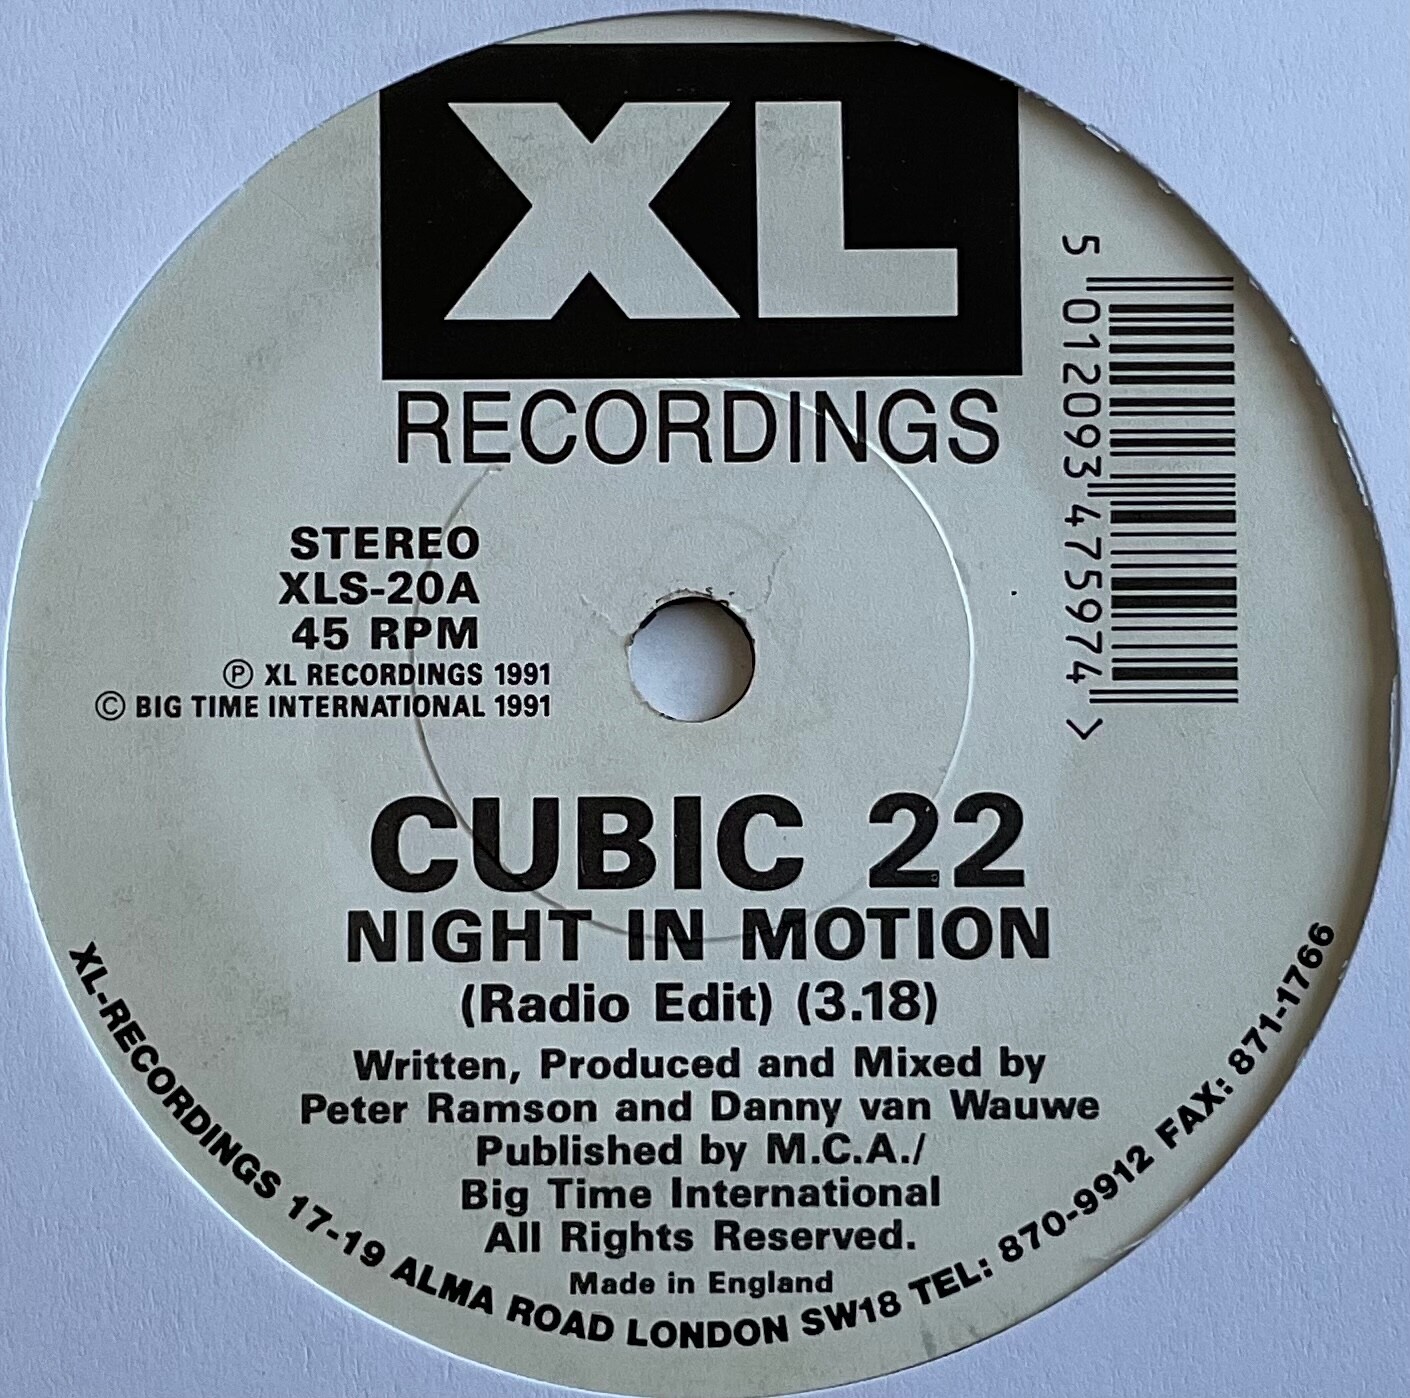 XL
RECORDINGS
5 012093 475974 >
STEREO
XLS-20A
45 RPM
Ⓟ XL RECORDINGS 1991
© BIG TIME INTERNATIONAL 1991
CUBIC 22
NIGHT IN MOTION
(Radio Edit) (3.18)
Written, Produced and Mixed by
Peter Ramson and Danny van Wauwe
Published by M.C.A./
Big Time International
All Rights Reserved.
Made in England
XL-RECORDINGS 17-19 ALMA ROAD LONDON SW18 TEL: 870-9912 FAX: 871-1766